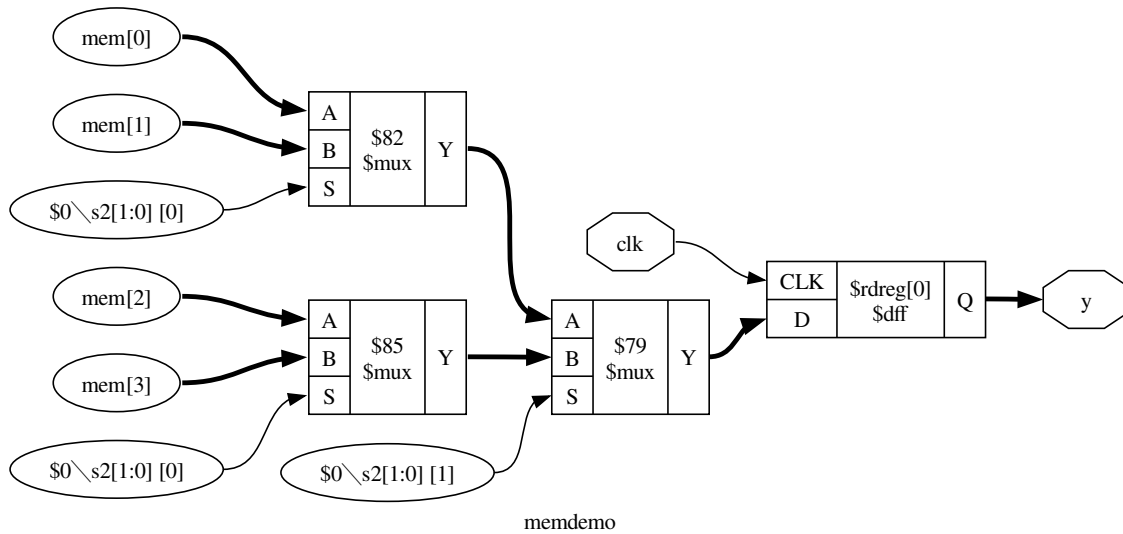 mem[0]
mem[1]
$0\s2[1:0] [0]
A
B
S
$82
$mux
Y
mem[2]
mem[3]
$0\s2[1:0] [0]
A
B
S
$85
$mux
Y
$0\s2[1:0] [1]
A
B
S
$79
$mux
Y
clk
CLK
D
$rdreg[0]
$dff
Q
y
memdemo